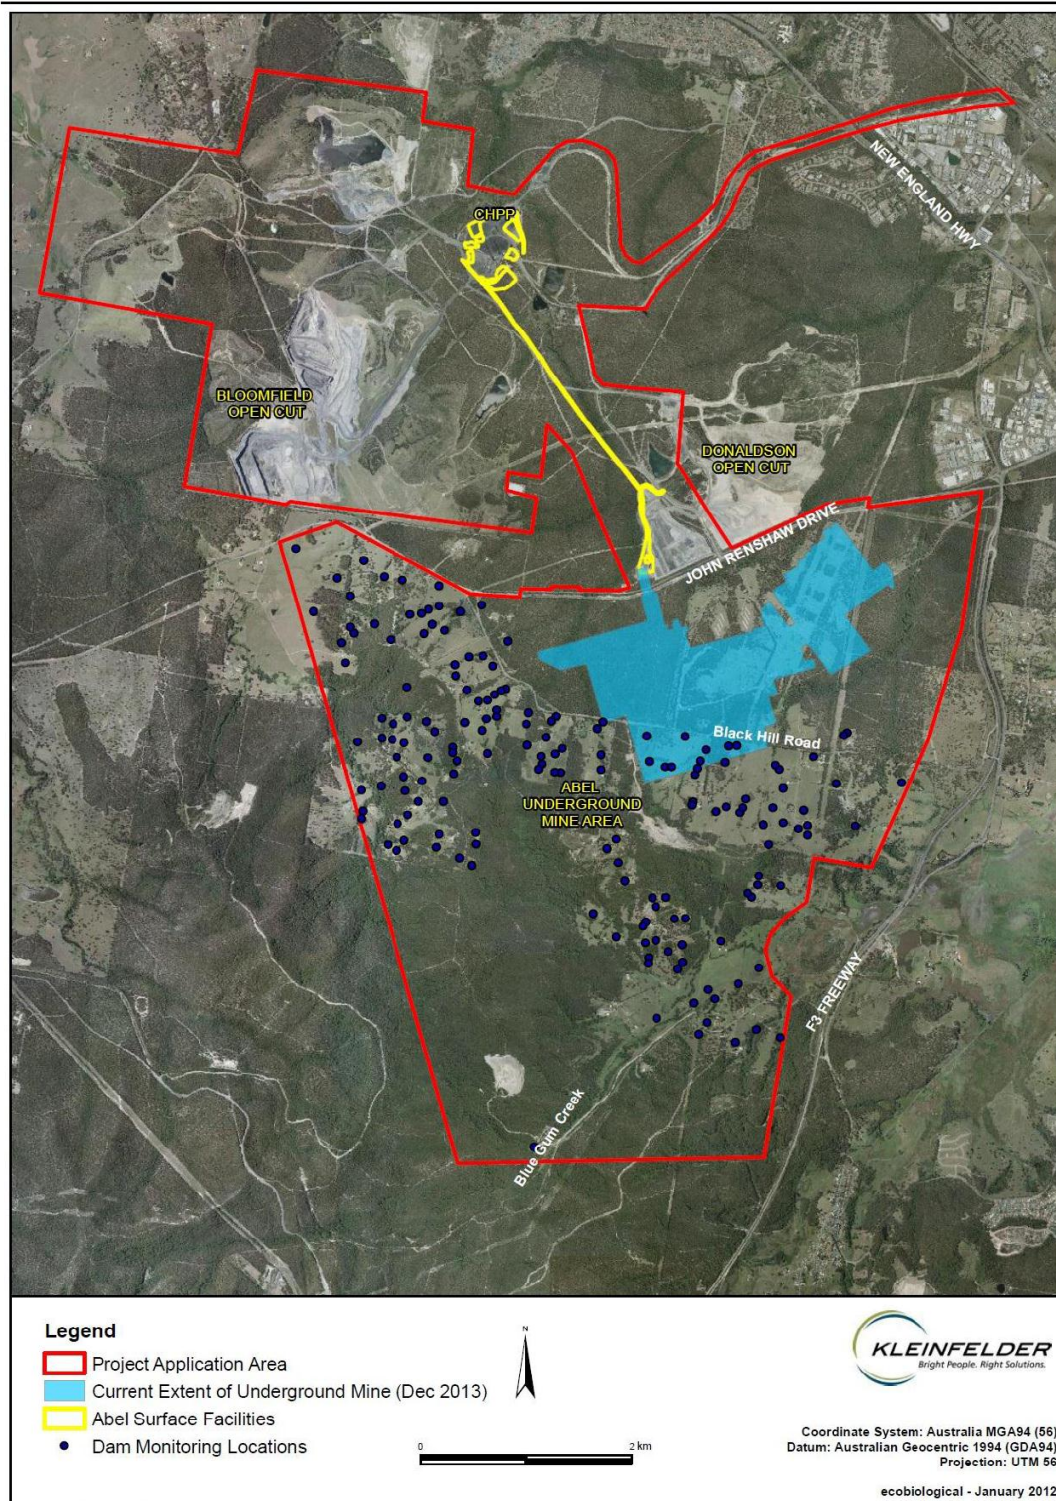 NEW ENGLAND HWY
CHPP
BLOOMFIELD
OPEN CUT
DONALDSON
OPEN CUT
JOHN RENSHAW DRIVE
Black Hill Road
ABEL
UNDERGROUND
MINE AREA
F3 FREEWAY
Blue Gum Creek
Legend
Project Application Area
Current Extent of Underground Mine (Dec 2013)
Abel Surface Facilities
Dam Monitoring Locations
N
0 2 km
KLEINFELDER
Bright People. Right Solutions.
Coordinate System: Australia MGA94 (56)
Datum: Australian Geocentric 1994 (GDA94)
Projection: UTM 56
ecobiological - January 2012